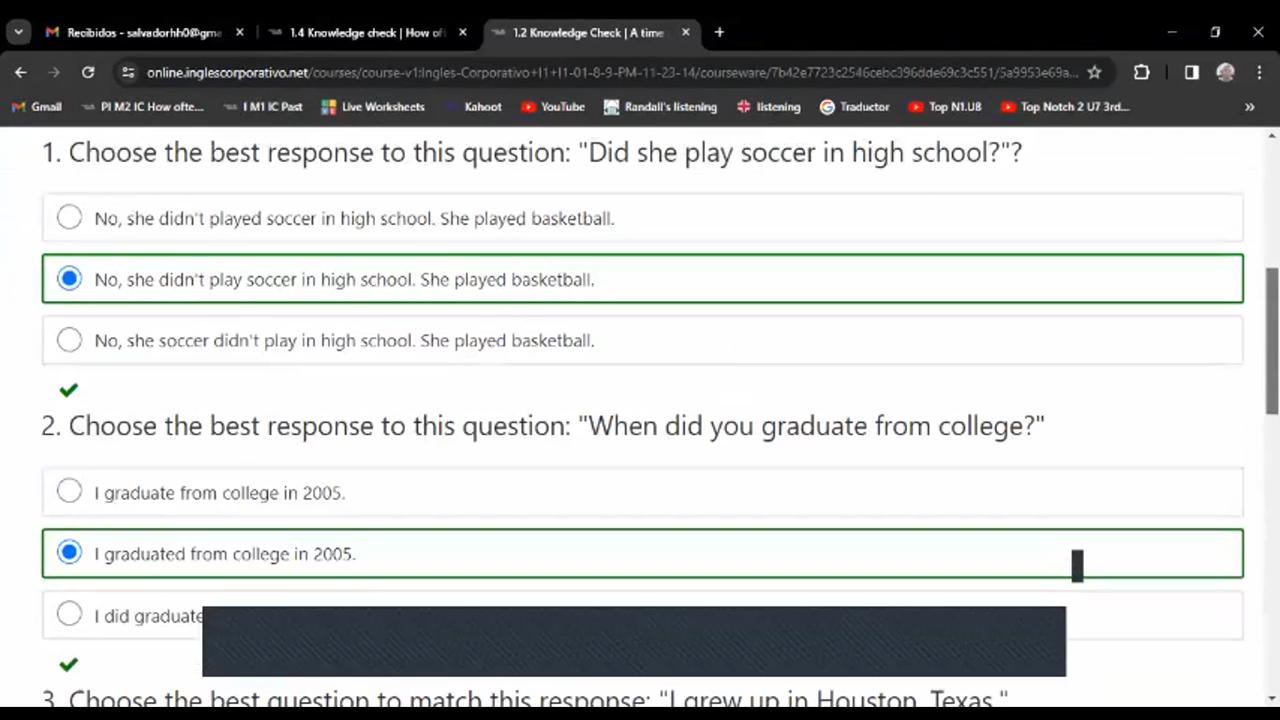 Recibidos - salvadorhh0@gma
1.4 Knowledge check | How of
1.2 Knowledge Check | A time
online.inglescorporativo.net/courses/course-v1:Ingles-Corporativo+I1+I1-01-8-9-PM-11-23-14/courseware/7b42e7723c2546cebc396dde69c3c551/5a9953e69a...
Gmail
PI M2 IC How ofte...
I M1 IC Past
Live Worksheets
Kahoot
YouTube
Randall's listening
listening
Traductor
Top N1.U8
Top Notch 2 U7 3rd...
1. Choose the best response to this question: "Did she play soccer in high school?"?
No, she didn't played soccer in high school. She played basketball.
No, she didn't play soccer in high school. She played basketball.
No, she soccer didn't play in high school. She played basketball.
2. Choose the best response to this question: "When did you graduate from college?"
I graduate from college in 2005.
I graduated from college in 2005.
I did graduate
3. Choose the best question to match this response: "I grew up in Houston, Texas."